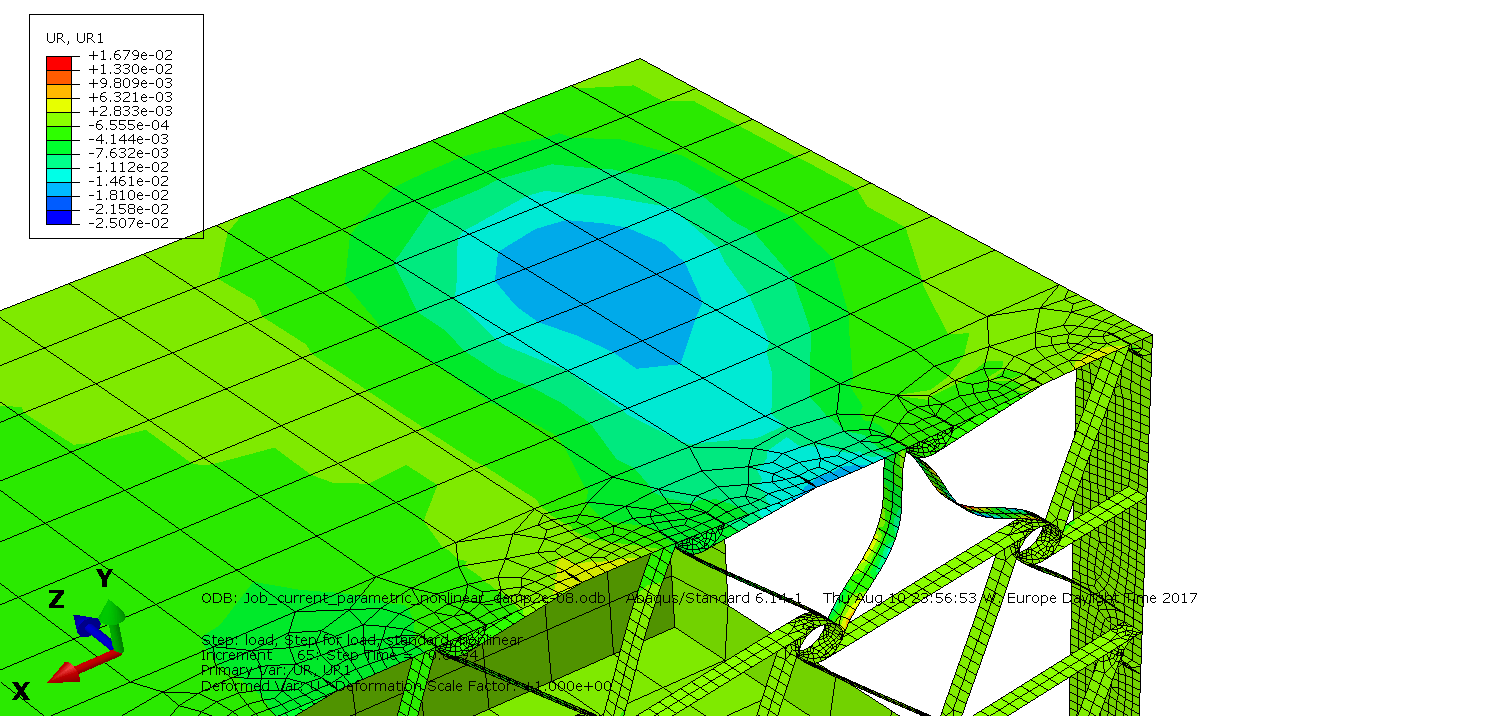 UR, UR1
+1.679e-02
+1.330e-02
+9.809e-03
+6.321e-03
+2.833e-03
-6.555e-04
-4.144e-03
-7.632e-03
-1.112e-02
-1.461e-02
-1.810e-02
-2.158e-02
-2.507e-02
Y
Z
X
ODB: Job_current_parametric_nonlinear_damp2e-08.odb Abaqus/Standard 6.14-1 Thu Aug 10 23:56:53 W. Europe Daylight Time 2017
Step: load, Step for load, standard, nonlinear
Increment 65: Step Time =
Primary Var: UR, UR1
Deformed Var: U Deformation Scale Factor: +1.000e+00